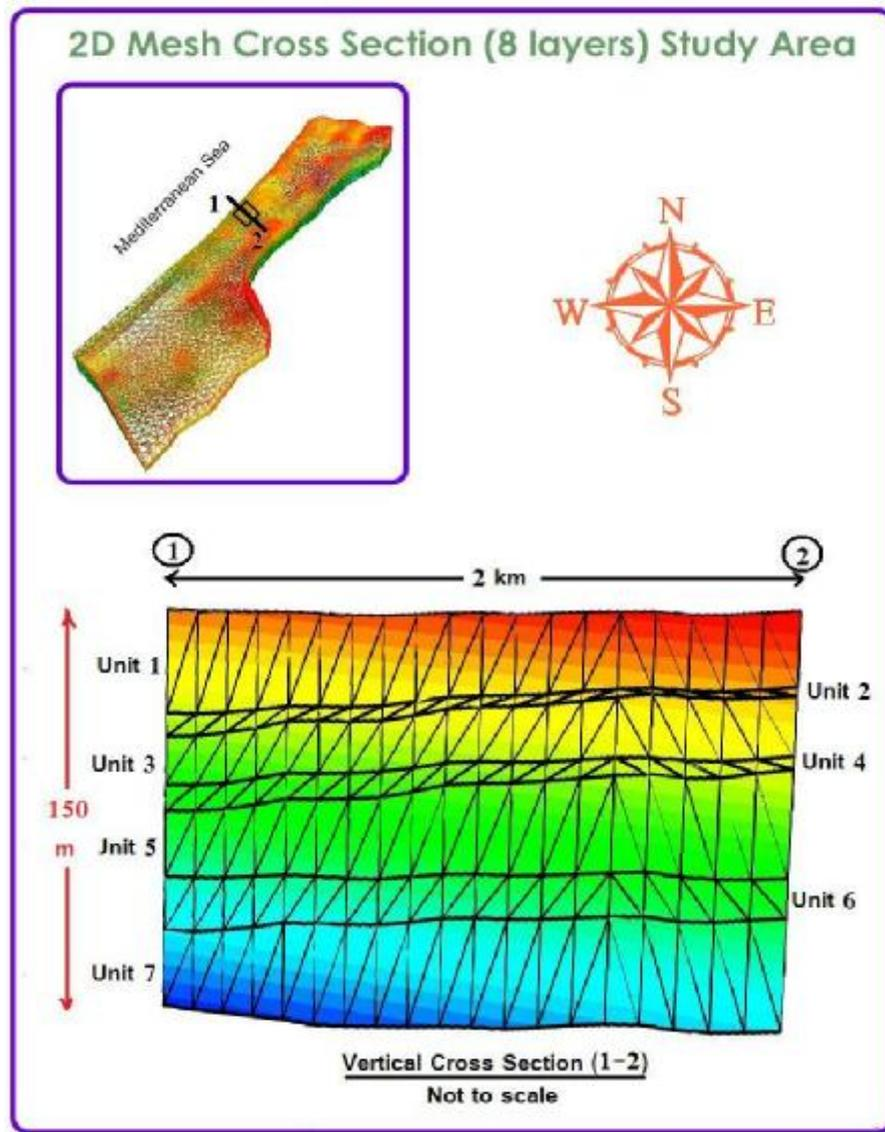 2D Mesh Cross Section (8 layers) Study Area
Mediterranean Sea
1
2
N
W
E
S
1
2
2 km
Unit 1
Unit 2
Unit 3
Unit 4
150
m
Jnit 5
Unit 6
Unit 7
Vertical Cross Section (1-2)
Not to scale